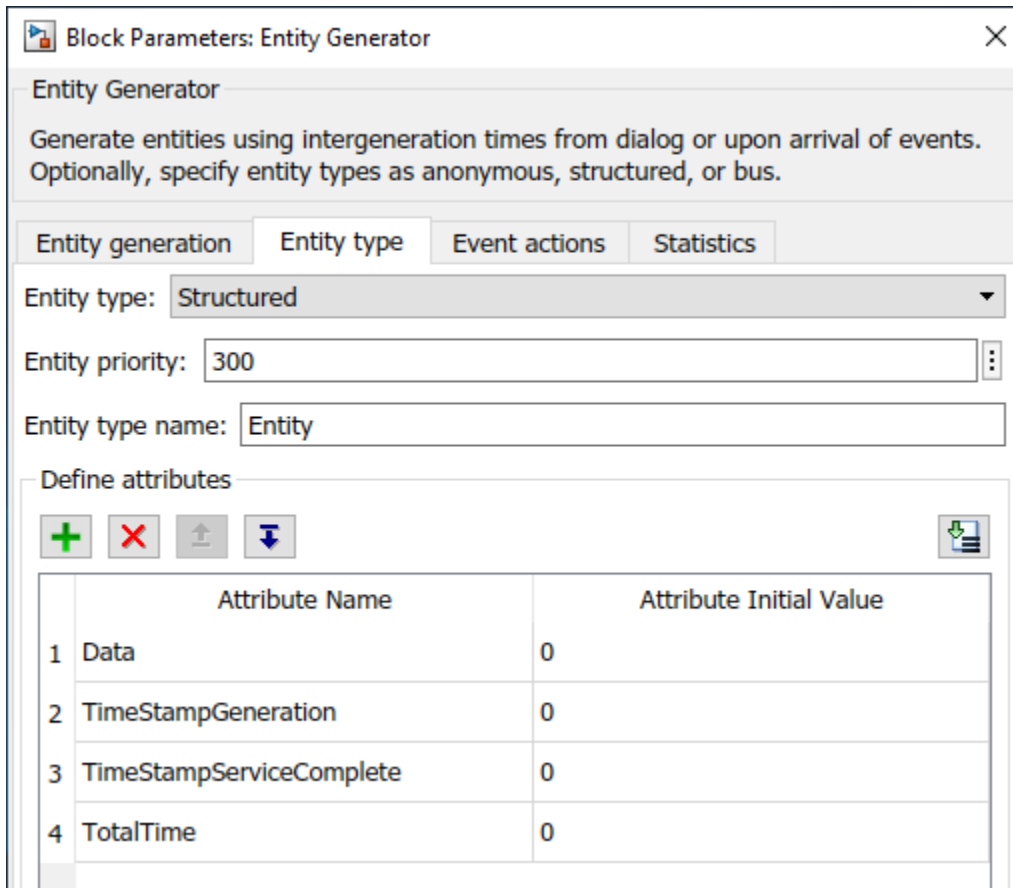 Block Parameters: Entity Generator
Entity Generator
Generate entities using intergeneration times from dialog or upon arrival of events.
Optionally, specify entity types as anonymous, structured, or bus.
Entity generation Entity type Event actions Statistics
Entity type: Structured
Entity priority: 300
Entity type name: Entity
Define attributes
Attribute Name Attribute Initial Value
1 Data 0
2 TimeStampGeneration 0
3 TimeStampServiceComplete 0
4 TotalTime 0